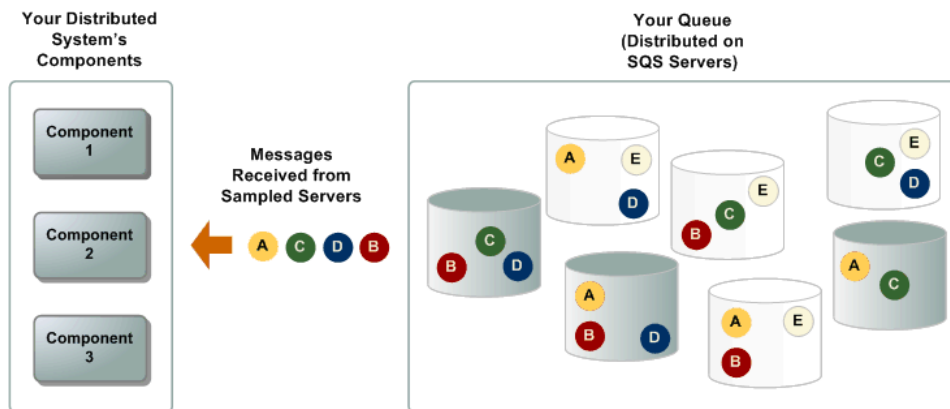 Your Distributed
System's
Components
Your Queue
(Distributed on
SQS Servers)
Component
1
Component
2
Component
3
Messages
Received from
Sampled Servers
A C D B
A E
D
E
C
B
E
C
D
C
B D
A
B D
A E
B
A
C